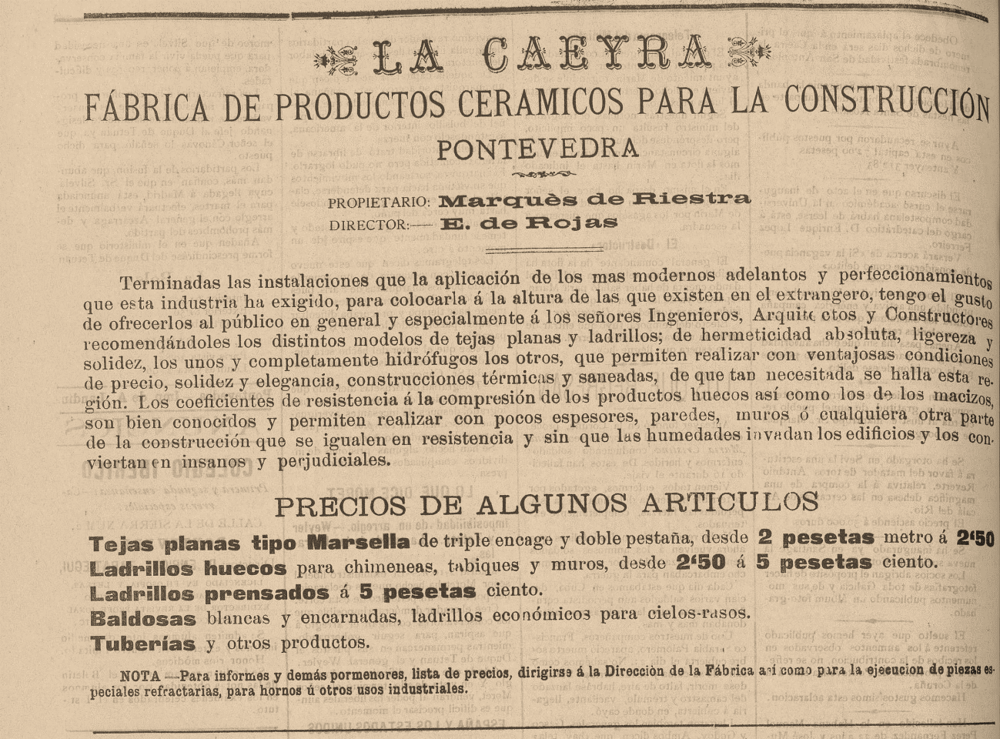 LA CAEYRA
FÁBRICA DE PRODUCTOS CERAMICOS PARA LA CONSTRUCCIÓN
PONTEVEDRA
PROPIETARIO: Marquès de Riestra
DIRECTOR:— E. de Rojas
Terminadas las instalaciones que la aplicación de los mas modernos adelantos y perfeccionamientos
que esta industria ha exigido, para colocarla á la altura de las que existen en el extrangero, tengo el gusto
de ofrecerlos al público en general y especialmente á los señores Ingenieros, Arquitectos y Constructores
recomendándoles los distintos modelos de tejas planas y ladrillos; de hermeticidad absoluta, ligereza y
solidez, los unos y completamente hidrófugos los otros, que permiten realizar con ventajosas condiciones
de precio, solidez y elegancia, construcciones térmicas y saneadas, de que tan necesitada se halla esta re-
gión. Los coeficientes de resistencia á la compresión de los productos huecos así como los de los macizos,
son bien conocidos y permiten realizar con pocos espesores, paredes, muros ó cualquiera otra parte
de la construcción que se igualen en resistencia y sin que las humedades invadan los edificios y los con-
viertan en insanos y perjudiciales.
PRECIOS DE ALGUNOS ARTICULOS
Tejas planas tipo Marsella de triple encage y doble pestaña, desde 2 pesetas metro á 2‘50
Ladrillos huecos para chimeneas, tabiques y muros, desde 2‘50 á 5 pesetas ciento.
Ladrillos prensados á 5 pesetas ciento.
Baldosas blancas y encarnadas, ladrillos económicos para cielos-rasos.
Tuberías y otros productos.
NOTA —Para informes y demás pormenores, lista de precios, dirigirse á la Direcciòn de la Fábrica así como para la ejecucion de piezas es-
peciales refractarias, para hornos ú otros usos industriales.